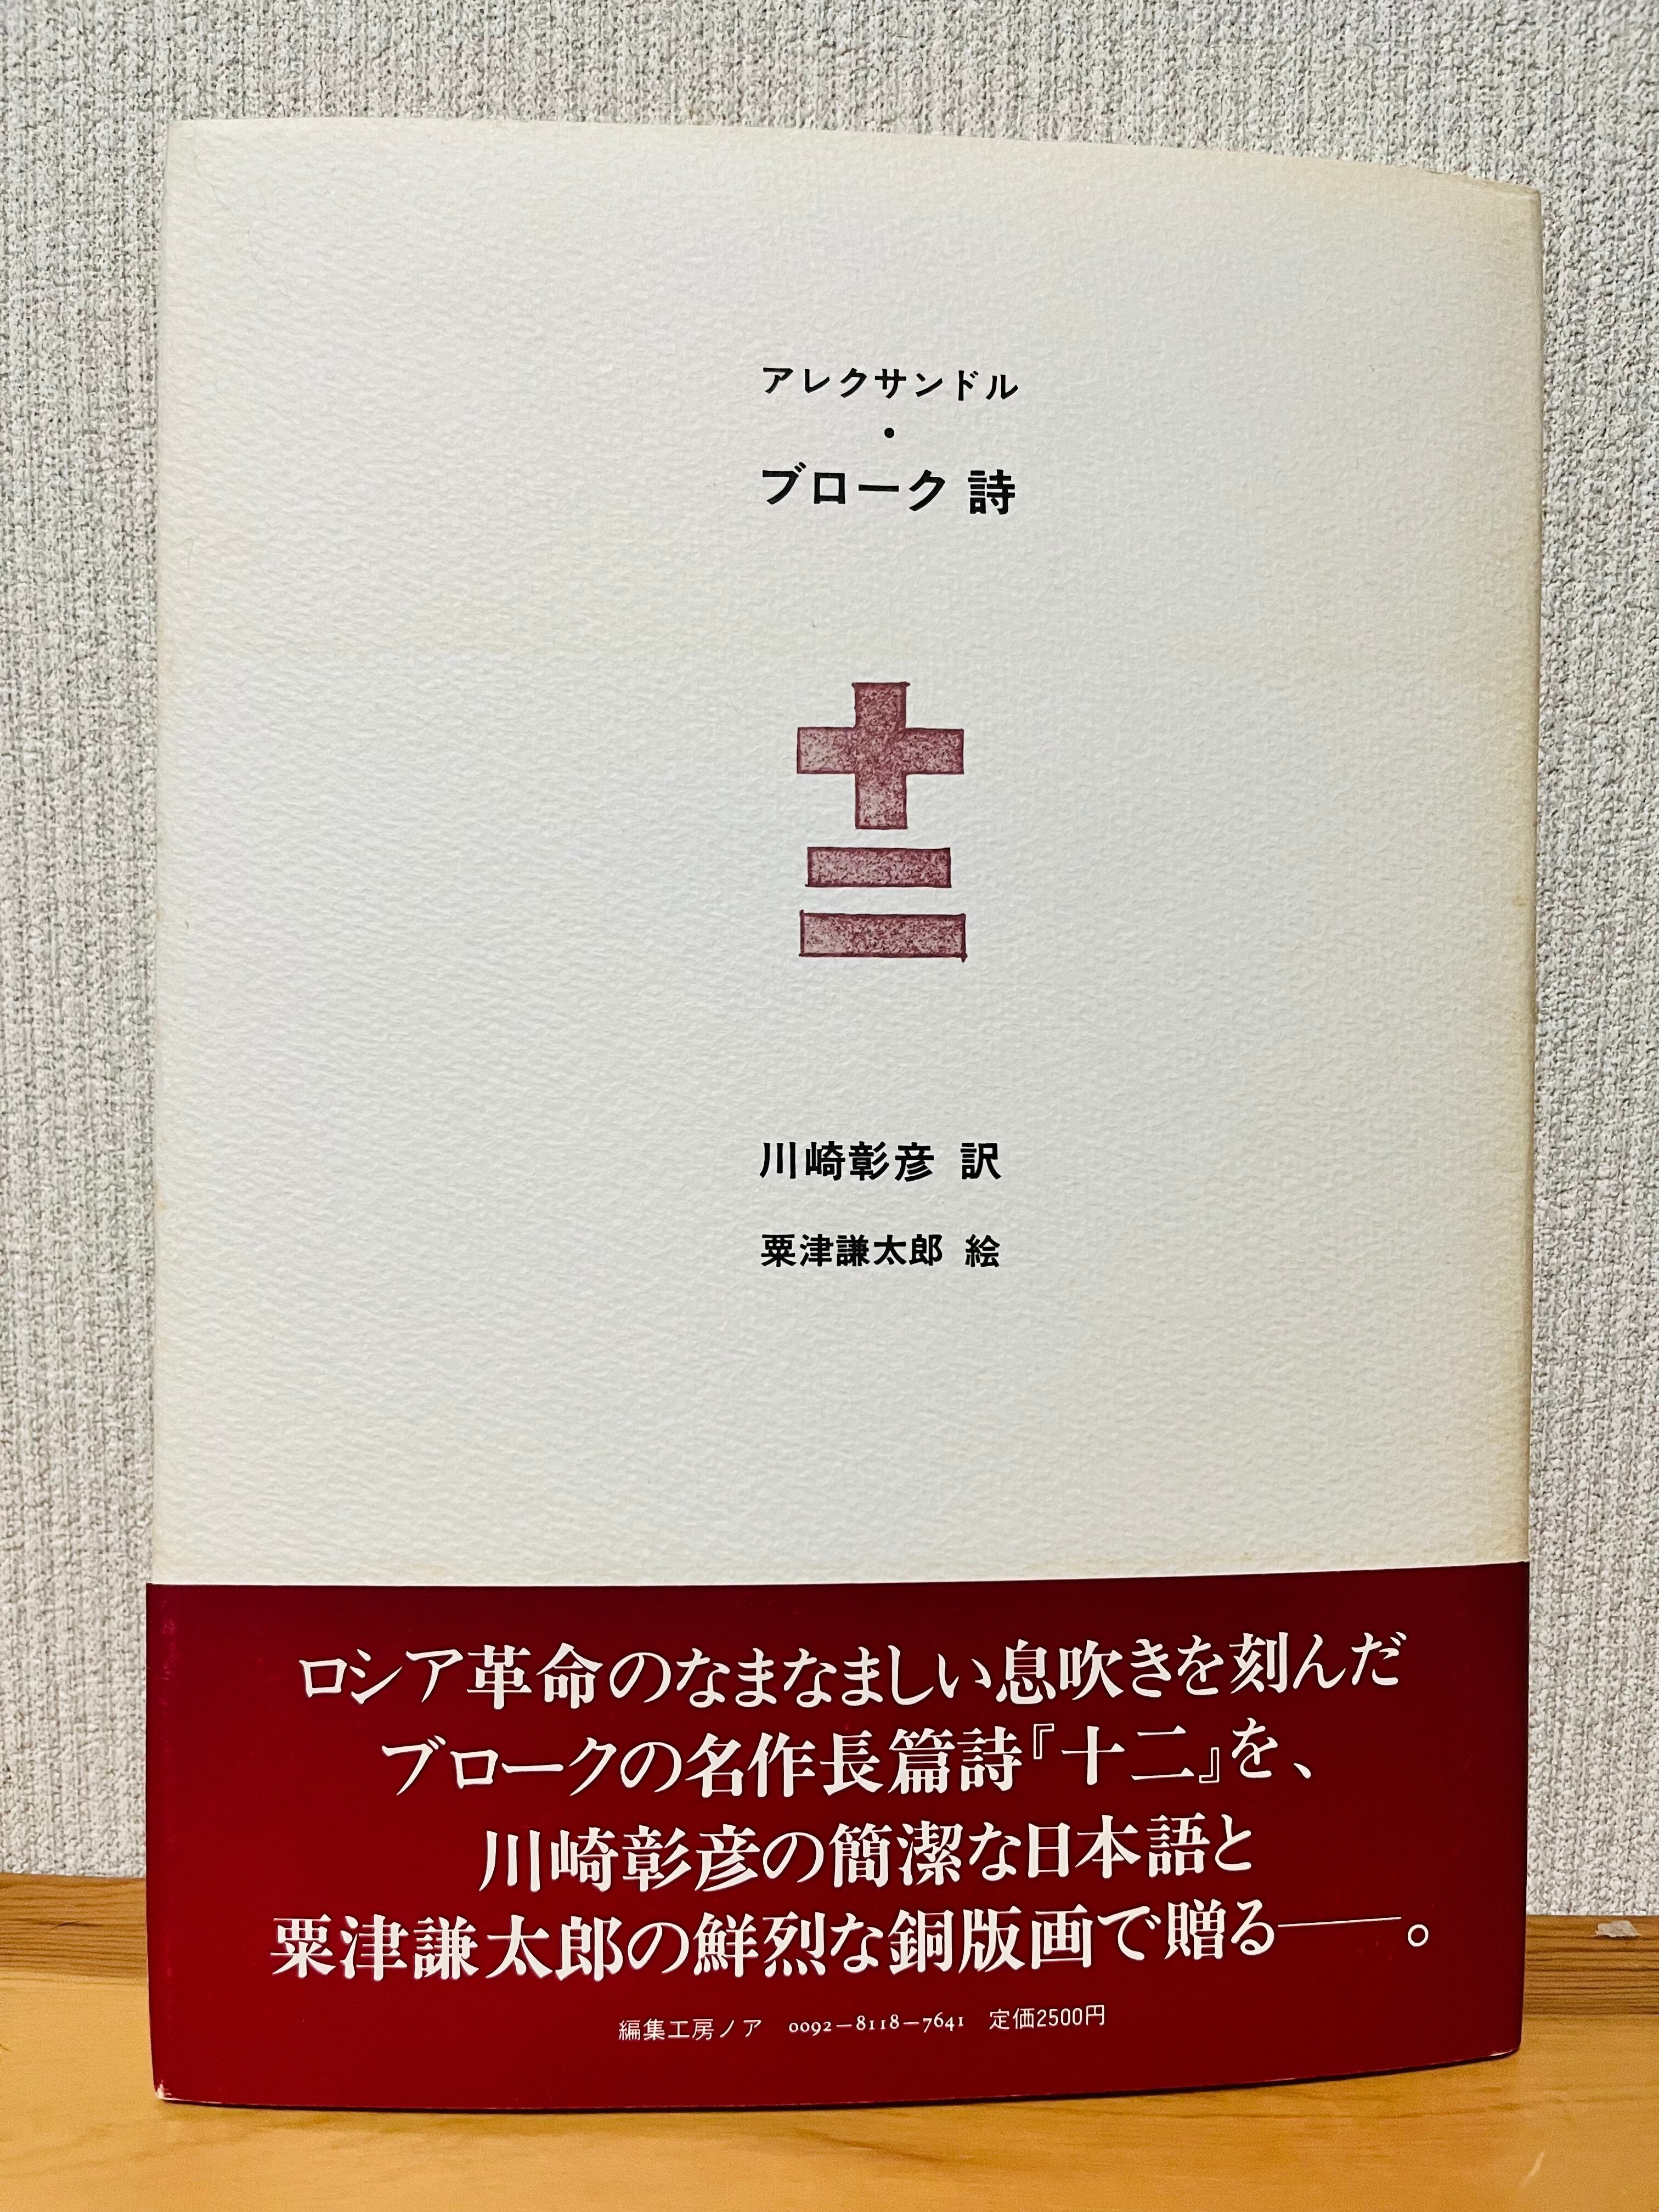 アレクサンドル
・
ブローク 詩
十二
川崎彰彦 訳
粟津謙太郎 絵
ロシア革命のなまなましい息吹きを刻んだ
ブロークの名作長篇詩『十二』を、
川崎彰彦の簡潔な日本語と
粟津謙太郎の鮮烈な銅版画で贈る——。
編集工房ノア 0092-8118-7641 定価2500円